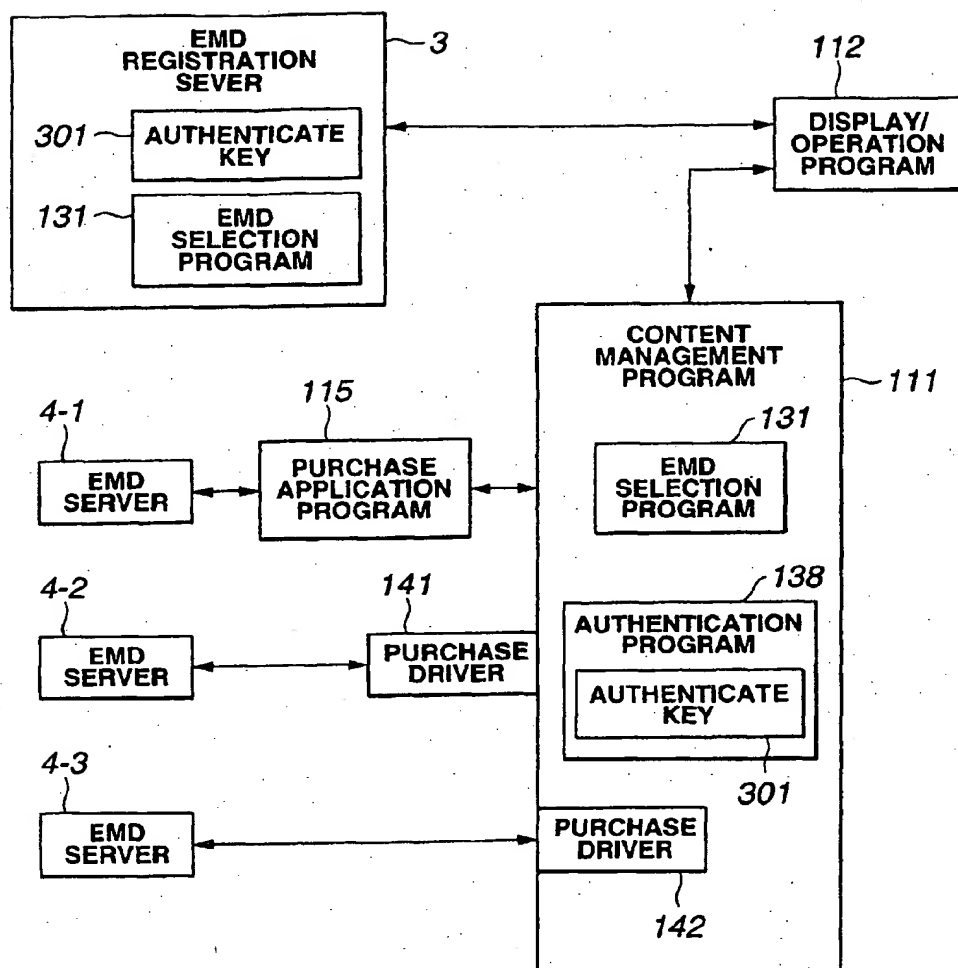 EMD
REGISTRATION
SEVER
3
301
AUTHENTICATE
KEY
131
EMD
SELECTION
PROGRAM
112
DISPLAY/
OPERATION
PROGRAM
CONTENT
MANAGEMENT
PROGRAM
111
4-1
EMD
SERVER
115
PURCHASE
APPLICATION
PROGRAM
131
EMD
SELECTION
PROGRAM
4-2
EMD
SERVER
141
PURCHASE
DRIVER
138
AUTHENTICATION
PROGRAM
AUTHENTICATE
KEY
301
4-3
EMD
SERVER
PURCHASE
DRIVER
142